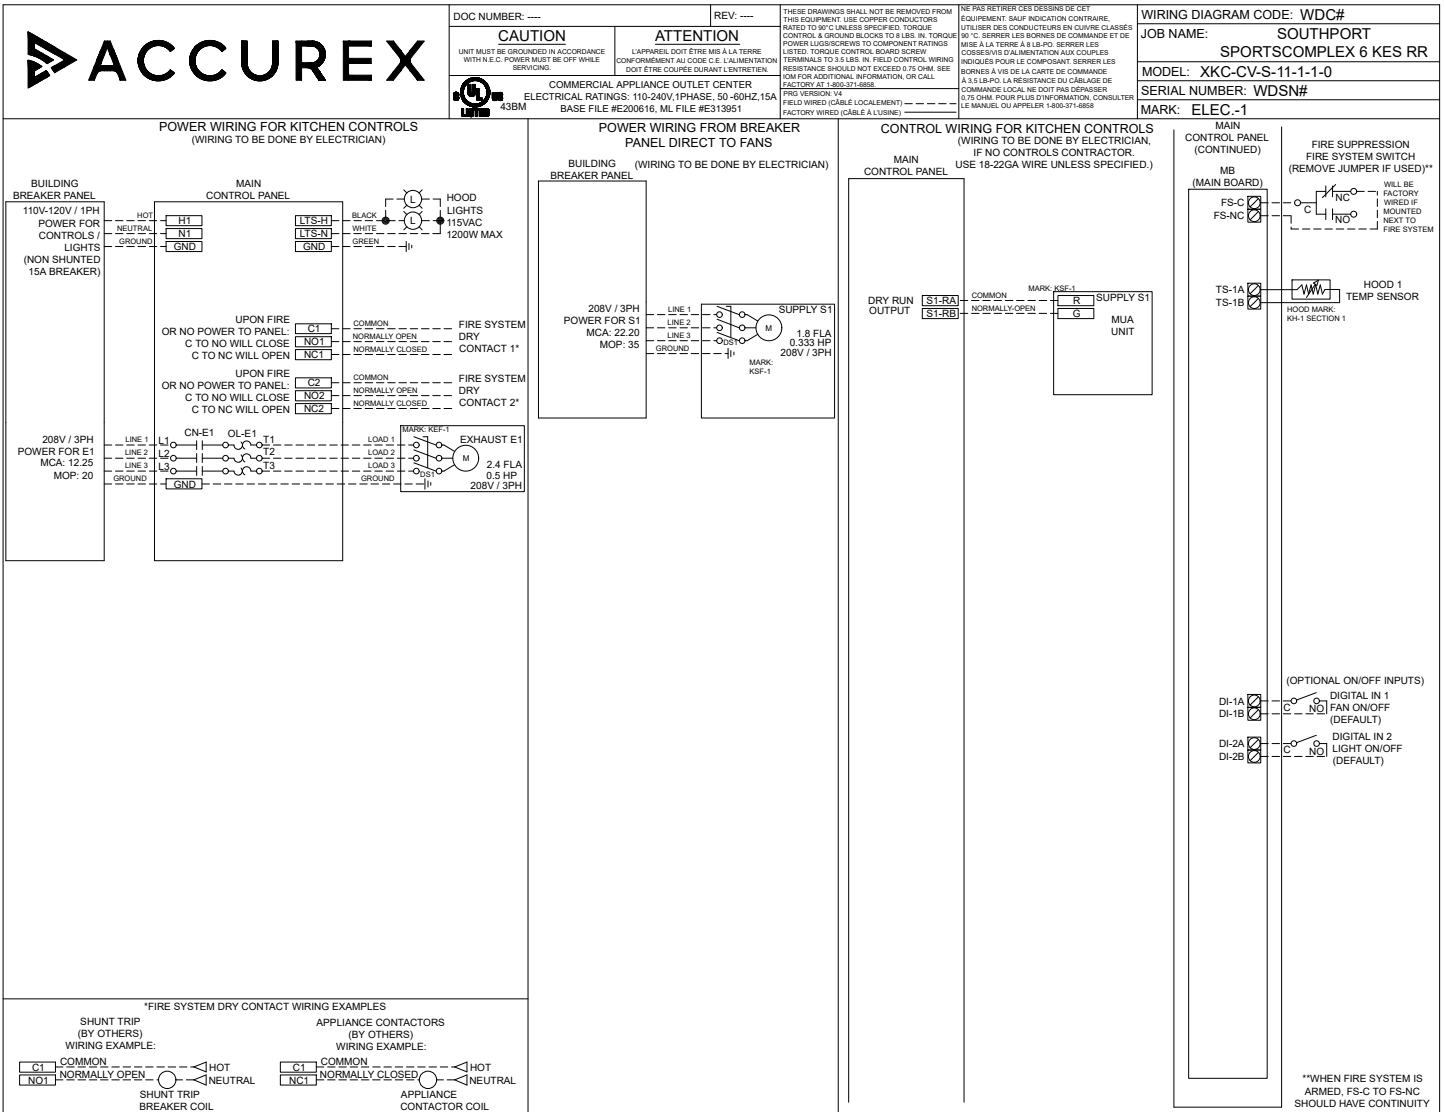 ACCUREX
DOC NUMBER: ----
REV: ----
CAUTION
UNIT MUST BE GROUNDED IN ACCORDANCE
WITH N.E.C. POWER MUST BE OFF WHILE
SERVICING.
ATTENTION
L'APPAREIL DOIT ÊTRE MIS À LA TERRE
CONFORMÉMENT AU CODE C.E. L'ALIMENTATION
DOIT ÊTRE COUPÉE DURANT L'ENTRETIEN.
UL
LISTED
43BM
COMMERCIAL APPLIANCE OUTLET CENTER
ELECTRICAL RATINGS: 110-240V,1PHASE, 50 -60HZ,15A
BASE FILE #E200616, ML FILE #E313951
THESE DRAWINGS SHALL NOT BE REMOVED FROM
THIS EQUIPMENT. USE COPPER CONDUCTORS
RATED TO 90°C UNLESS SPECIFIED. TORQUE
CONTROL & GROUND BLOCKS TO 8 LBS. IN. TORQUE
POWER LUGS/SCREWS TO COMPONENT RATINGS
LISTED. TORQUE CONTROL BOARD SCREW
TERMINALS TO 3.5 LBS. IN. FIELD CONTROL WIRING
RESISTANCE SHOULD NOT EXCEED 0.75 OHM. SEE
IOM FOR ADDITIONAL INFORMATION, OR CALL
FACTORY AT 1-800-371-6858.
PRG VERSION: V4
FIELD WIRED (CÂBLÉ LOCALEMENT)
FACTORY WIRED (CÂBLÉ À L'USINE)
NE PAS RETIRER CES DESSINS DE CET
ÉQUIPEMENT. SAUF INDICATION CONTRAIRE,
UTILISER DES CONDUCTEURS EN CUIVRE CLASSÉS
90 °C. SERRER LES BORNES DE COMMANDE ET DE
MISE À LA TERRE À 8 LB-PO. SERRER LES
COSSES/VIS D'ALIMENTATION AUX COUPLES
INDIQUÉS POUR LE COMPOSANT. SERRER LES
BORNES À VIS DE LA CARTE DE COMMANDE
À 3,5 LB-PO. LA RÉSISTANCE DU CÂBLAGE DE
COMMANDE LOCAL NE DOIT PAS DÉPASSER
0,75 OHM. POUR PLUS D'INFORMATION, CONSULTER
LE MANUEL OU APPELER 1-800-371-6858
WIRING DIAGRAM CODE: WDC#
JOB NAME: SOUTHPORT
SPORTSCOMPLEX 6 KES RR
MODEL: XKC-CV-S-11-1-1-0
SERIAL NUMBER: WDSN#
MARK: ELEC.-1
POWER WIRING FOR KITCHEN CONTROLS
(WIRING TO BE DONE BY ELECTRICIAN)
BUILDING
BREAKER PANEL
MAIN
CONTROL PANEL
110V-120V / 1PH
POWER FOR
CONTROLS /
LIGHTS
(NON SHUNTED
15A BREAKER)
HOT
NEUTRAL
GROUND
H1
N1
GND
LTS-H
LTS-N
GND
BLACK
WHITE
GREEN
L
L
HOOD
LIGHTS
115VAC
1200W MAX
UPON FIRE
OR NO POWER TO PANEL:
C TO NO WILL CLOSE
C TO NC WILL OPEN
C1
NO1
NC1
COMMON
NORMALLY OPEN
NORMALLY CLOSED
FIRE SYSTEM
DRY
CONTACT 1*
UPON FIRE
OR NO POWER TO PANEL:
C TO NO WILL CLOSE
C TO NC WILL OPEN
C2
NO2
NC2
COMMON
NORMALLY OPEN
NORMALLY CLOSED
FIRE SYSTEM
DRY
CONTACT 2*
208V / 3PH
POWER FOR E1
MCA: 12.25
MOP: 20
LINE 1
LINE 2
LINE 3
GROUND
L1
L2
L3
GND
CN-E1
OL-E1
T1
T2
T3
LOAD 1
LOAD 2
LOAD 3
GROUND
MARK: KEF-1
DS1
M
EXHAUST E1
2.4 FLA
0.5 HP
208V / 3PH
*FIRE SYSTEM DRY CONTACT WIRING EXAMPLES
SHUNT TRIP
(BY OTHERS)
WIRING EXAMPLE:
C1
NO1
COMMON
NORMALLY OPEN
HOT
NEUTRAL
SHUNT TRIP
BREAKER COIL
APPLIANCE CONTACTORS
(BY OTHERS)
WIRING EXAMPLE:
C1
NC1
COMMON
NORMALLY CLOSED
HOT
NEUTRAL
APPLIANCE
CONTACTOR COIL
POWER WIRING FROM BREAKER
PANEL DIRECT TO FANS
(WIRING TO BE DONE BY ELECTRICIAN)
BUILDING
BREAKER PANEL
208V / 3PH
POWER FOR S1
MCA: 22.20
MOP: 35
LINE 1
LINE 2
LINE 3
GROUND
DS1
M
SUPPLY S1
1.8 FLA
0.333 HP
208V / 3PH
MARK:
KSF-1
CONTROL WIRING FOR KITCHEN CONTROLS
(WIRING TO BE DONE BY ELECTRICIAN,
IF NO CONTROLS CONTRACTOR.
USE 18-22GA WIRE UNLESS SPECIFIED.)
MAIN
CONTROL PANEL
DRY RUN
OUTPUT
S1-RA
S1-RB
COMMON
NORMALLY-OPEN
MARK: KSF-1
R
G
SUPPLY S1
MUA
UNIT
MAIN
CONTROL PANEL
(CONTINUED)
MB
(MAIN BOARD)
FS-C
FS-NC
FIRE SUPPRESSION
FIRE SYSTEM SWITCH
(REMOVE JUMPER IF USED)**
C
NC
NO
WILL BE
FACTORY
WIRED IF
MOUNTED
NEXT TO
FIRE SYSTEM
TS-1A
TS-1B
HOOD 1
TEMP SENSOR
HOOD MARK:
KH-1 SECTION 1
(OPTIONAL ON/OFF INPUTS)
DI-1A
DI-1B
C
NO
DIGITAL IN 1
FAN ON/OFF
(DEFAULT)
DI-2A
DI-2B
C
NO
DIGITAL IN 2
LIGHT ON/OFF
(DEFAULT)
**WHEN FIRE SYSTEM IS
ARMED, FS-C TO FS-NC
SHOULD HAVE CONTINUITY